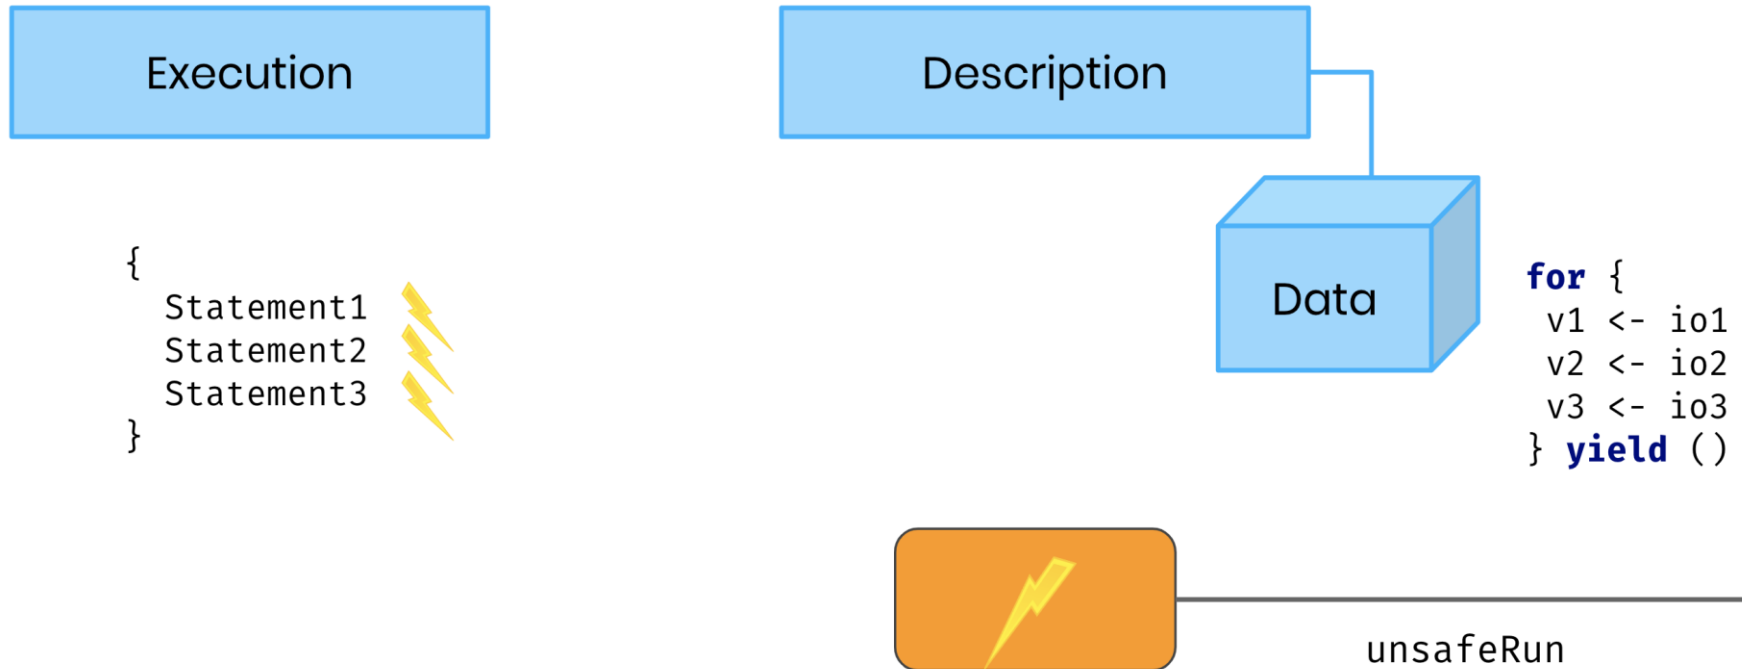 Execution
Description
{
Statement1
Statement2
Statement3
}
Data
for {
v1 <- io1
v2 <- io2
v3 <- io3
} yield ()
unsafeRun